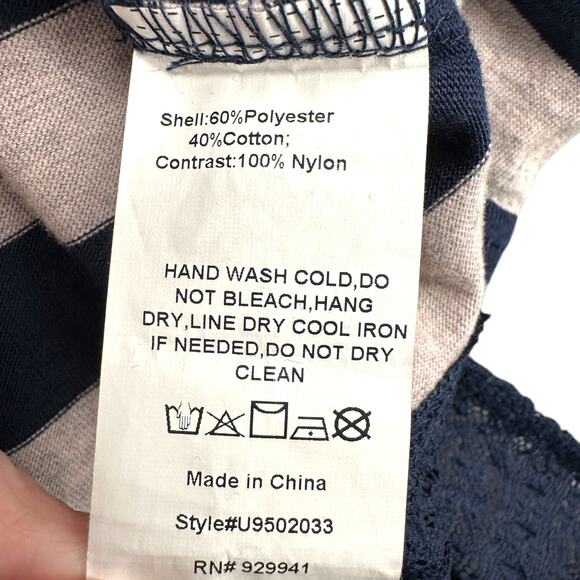 Shell:60%Polyester
40%Cotton;
Contrast:100% Nylon
HAND WASH COLD,DO
NOT BLEACH,HANG
DRY,LINE DRY COOL IRON
IF NEEDED,DO NOT DRY
CLEAN
Made in China
Style#U9502033
RN# 929941